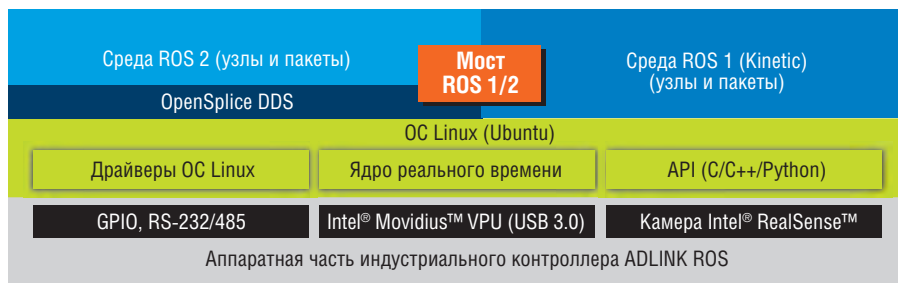 Среда ROS 2 (узлы и пакеты)
OpenSplice DDS
Мост
ROS 1/2
Среда ROS 1 (Kinetic)
(узлы и пакеты)
ОС Linux (Ubuntu)
Драйверы ОС Linux
Ядро реального времени
API (C/C++/Python)
GPIO, RS-232/485
Intel® Movidius™ VPU (USB 3.0)
Камера Intel® RealSense™
Аппаратная часть индустриального контроллера ADLINK ROS